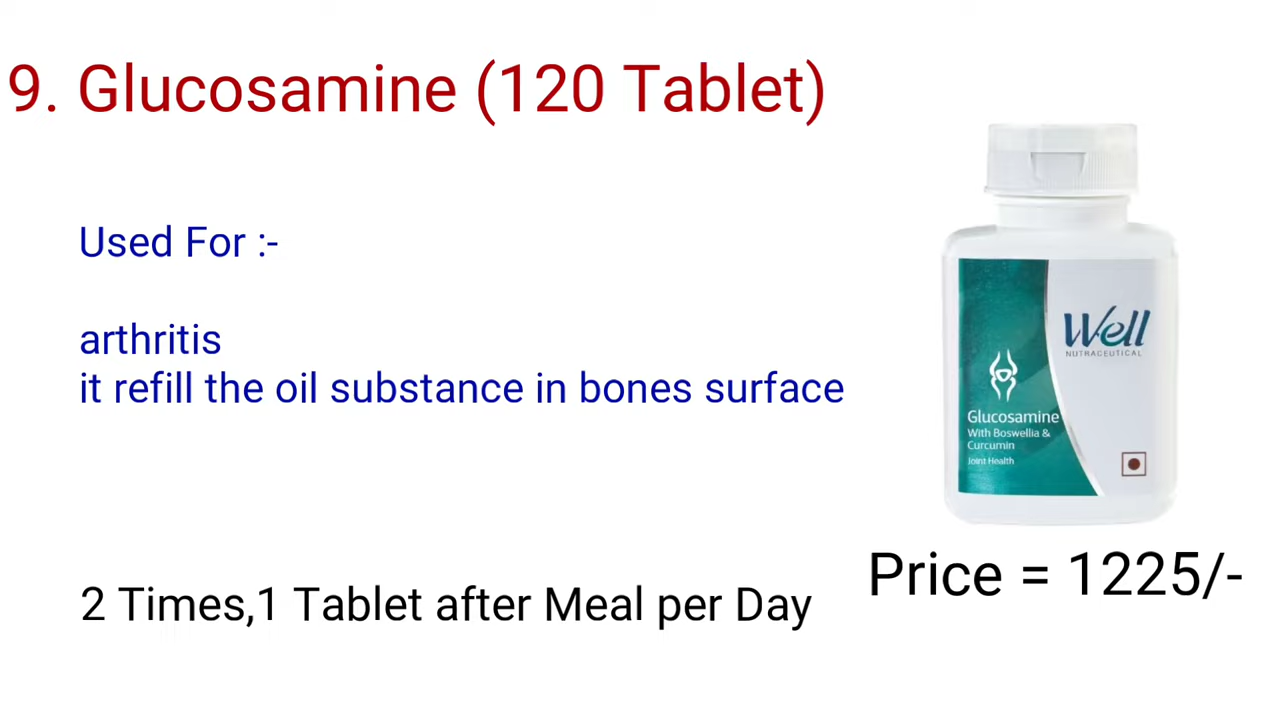 9. Glucosamine (120 Tablet)
Used For :-
arthritis
it refill the oil substance in bones surface
2 Times,1 Tablet after Meal per Day
Well
NUTRACEUTICAL
Glucosamine
With Boswellia &
Curcumin
Joint Health
Price = 1225/-